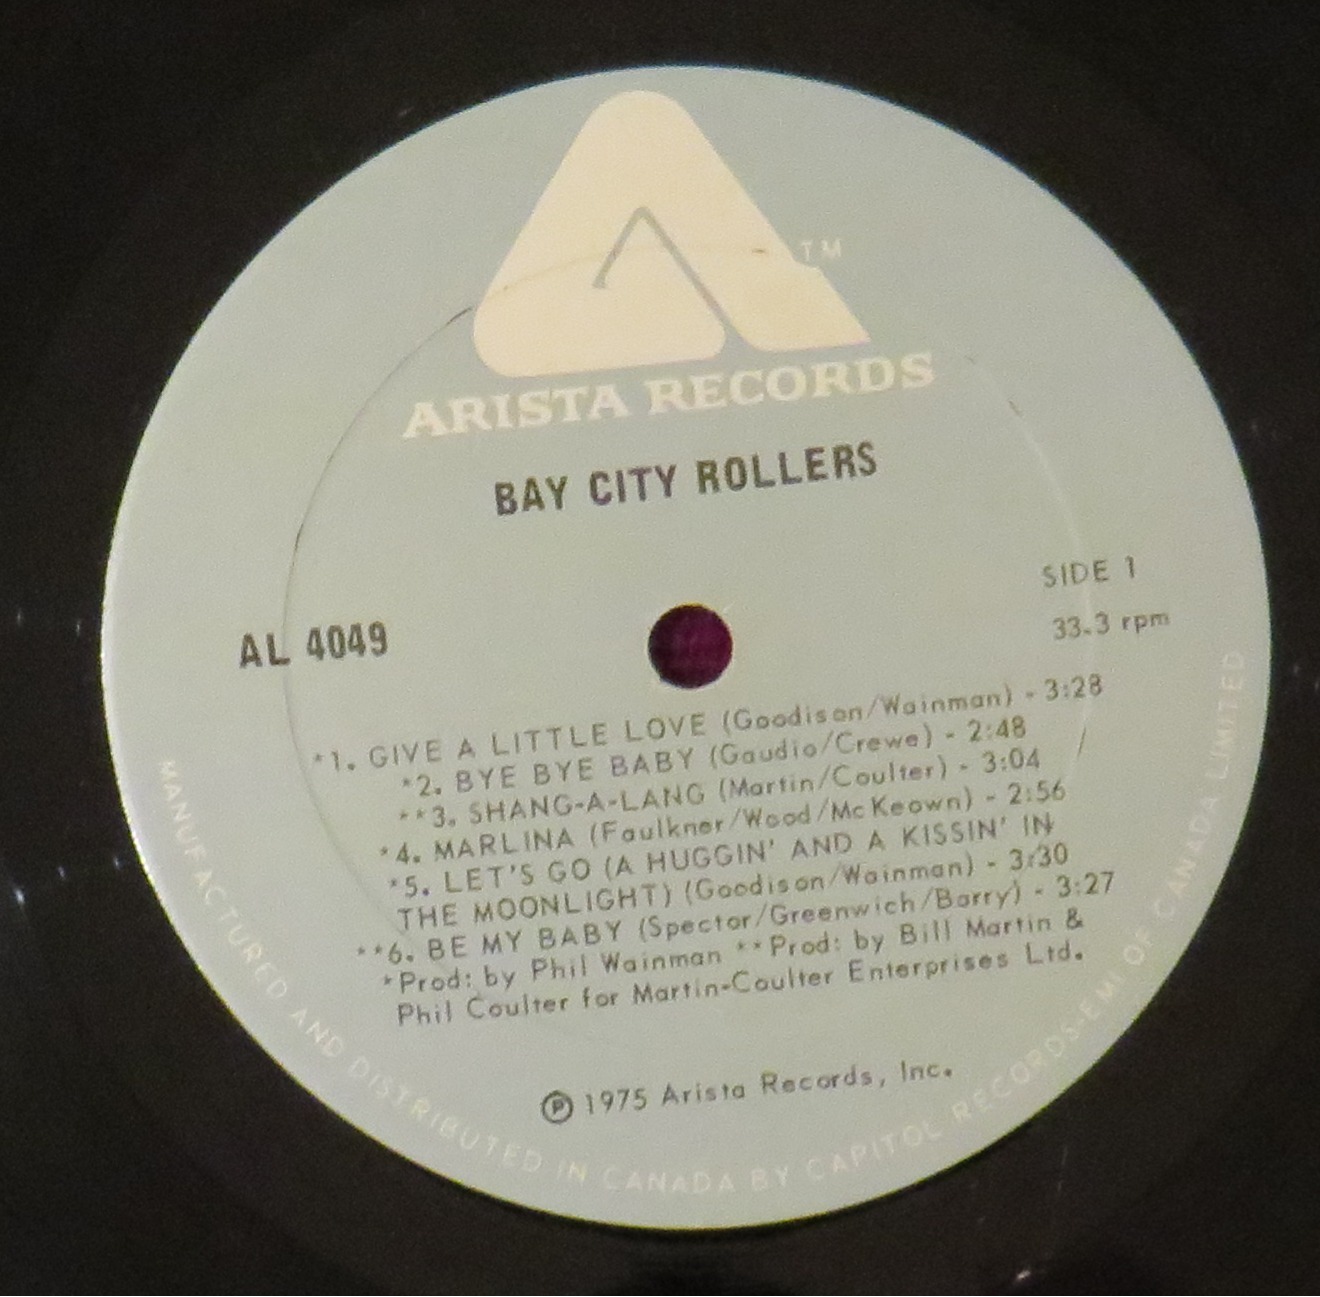 TM
ARISTA RECORDS
BAY CITY ROLLERS
SIDE 1
AL 4049
33.3 rpm
*1. GIVE A LITTLE LOVE (Goodison/Wainman) - 3:28
*2. BYE BYE BABY (Gaudio/Crewe) - 2:48
**3. SHANG-A-LANG (Martin/Coulter) - 3:04
*4. MARLINA (Faulkner/Wood/McKeown) - 2:56
*5. LET'S GO (A HUGGIN' AND A KISSIN' IN
THE MOONLIGHT) (Goodison/Wainman) - 3:30
**6. BE MY BABY (Spector/Greenwich/Barry) - 3:27
*Prod: by Phil Wainman **Prod: by Bill Martin &
Phil Coulter for Martin-Coulter Enterprises Ltd.
Ⓟ 1975 Arista Records, Inc.
MANUFACTURED AND DISTRIBUTED IN CANADA BY CAPITOL RECORDS-EMI OF CANADA LIMITED